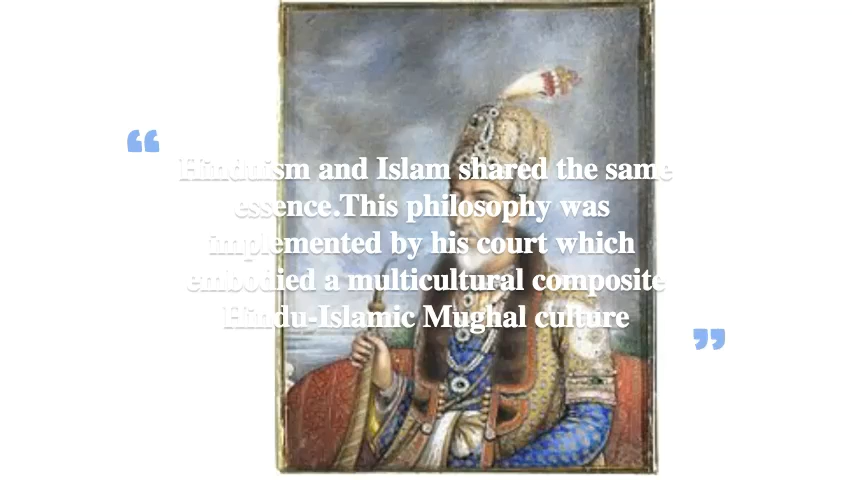 “
Hinduism and Islam shared the same
essence.This philosophy was
implemented by his court which
embodied a multicultural composite
Hindu-Islamic Mughal culture
”